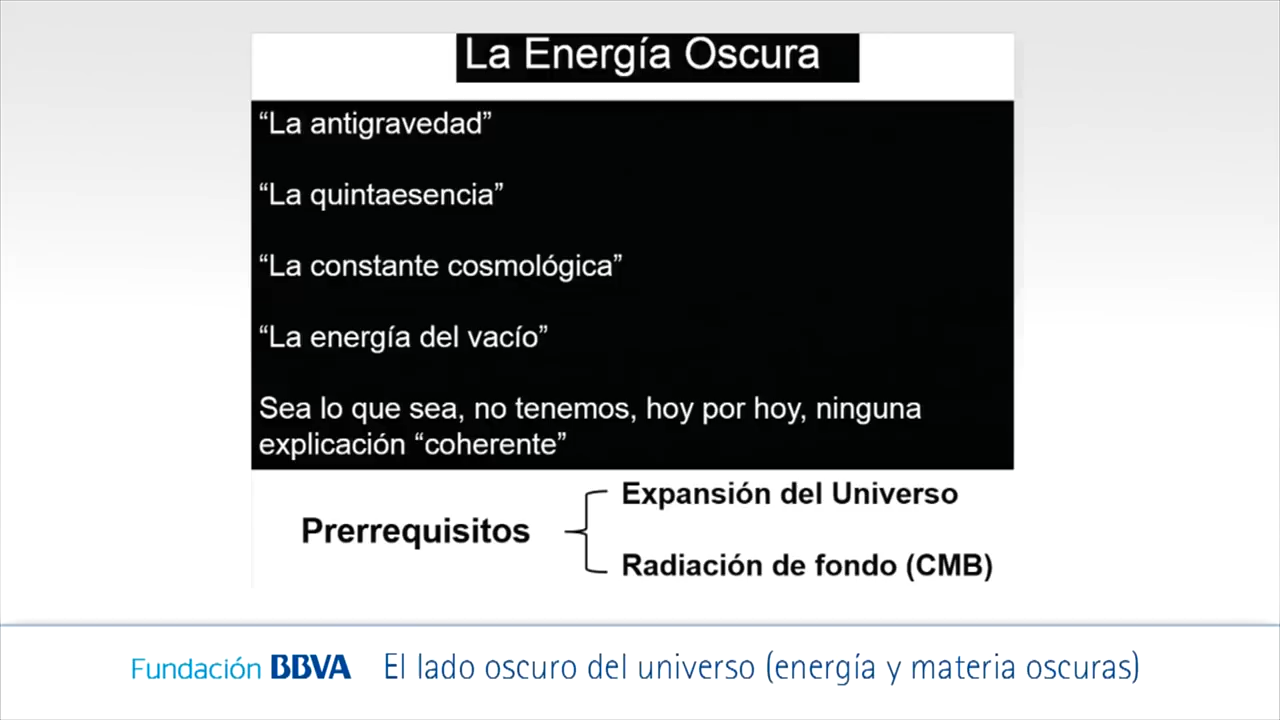 La Energía Oscura
“La antigravedad”
“La quintaesencia”
“La constante cosmológica”
“La energía del vacío”
Sea lo que sea, no tenemos, hoy por hoy, ninguna
explicación “coherente”
Prerrequisitos
Expansión del Universo
Radiación de fondo (CMB)
Fundación BBVA El lado oscuro del universo (energía y materia oscuras)